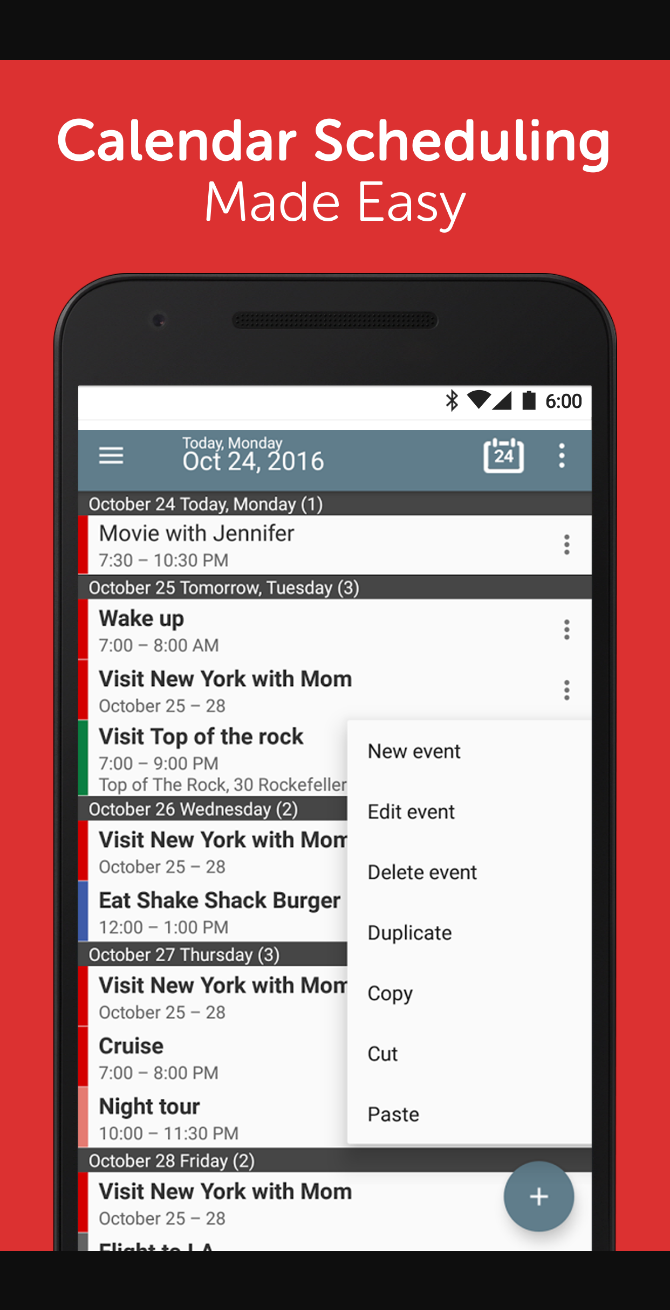 Calendar Scheduling
Made Easy
6:00
Today, Monday
Oct 24, 2016
24
October 24 Today, Monday (1)
Movie with Jennifer
7:30 – 10:30 PM
October 25 Tomorrow, Tuesday (3)
Wake up
7:00 – 8:00 AM
Visit New York with Mom
October 25 – 28
Visit Top of the rock
7:00 – 9:00 PM
Top of The Rock, 30 Rockefeller
October 26 Wednesday (2)
Visit New York with Mom
October 25 – 28
Eat Shake Shack Burger
12:00 – 1:00 PM
October 27 Thursday (3)
Visit New York with Mom
October 25 – 28
Cruise
7:00 – 8:00 PM
Night tour
10:00 – 11:30 PM
New event
Edit event
Delete event
Duplicate
Copy
Cut
Paste
October 28 Friday (2)
Visit New York with Mom
October 25 – 28
+
Flight to LA